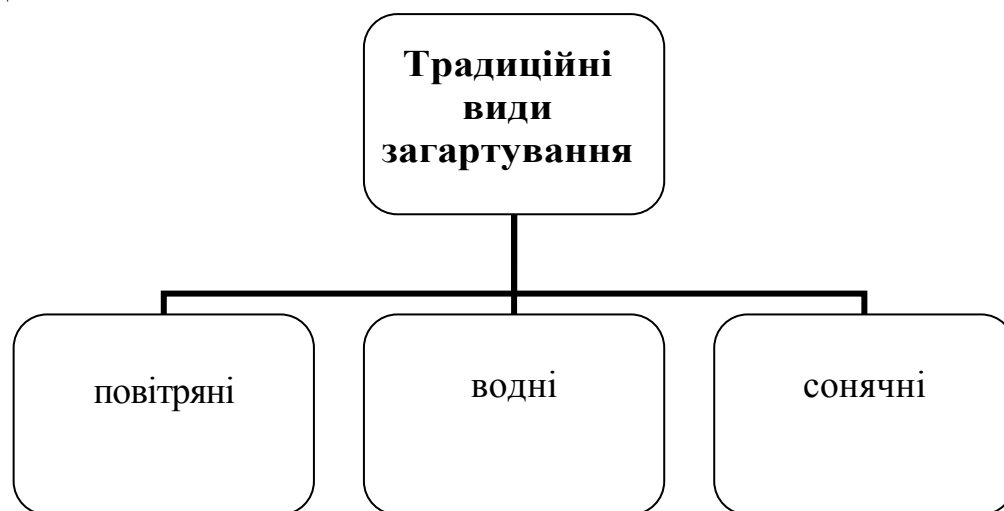 Традиційні
види
загартування
повітряні
водні
сонячні